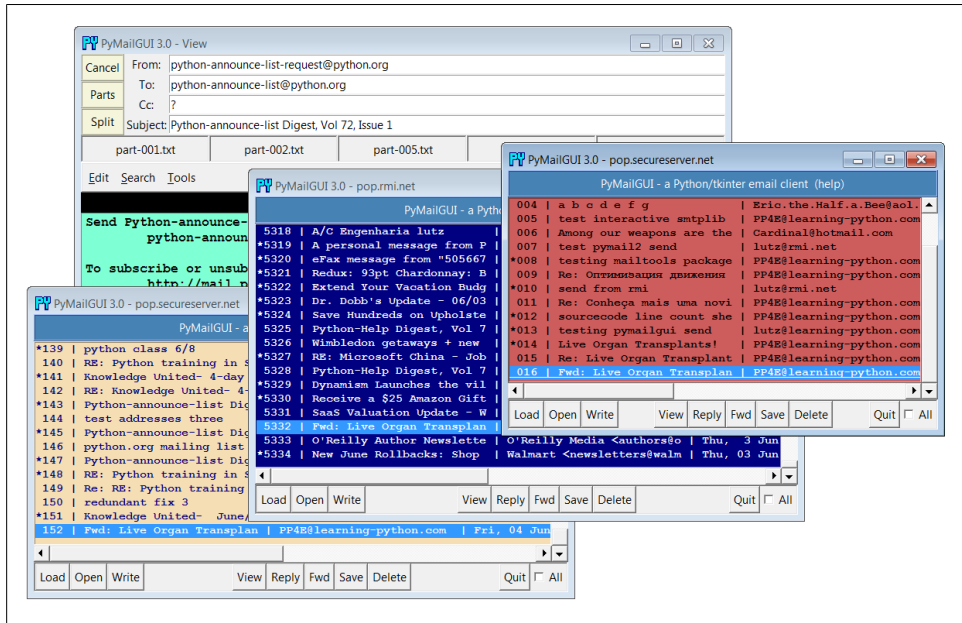 PY PyMailGUI 3.0 - View
Cancel From: python-announce-list-request@python.org
Parts To: python-announce-list@python.org
Cc: ?
Split Subject: Python-announce-list Digest, Vol 72, Issue 1
part-001.txt part-002.txt part-005.txt
Edit Search Tools
Send Python-announce-
python-announ
To subscribe or unsub
http://mail.p
PY PyMailGUI 3.0 - pop.secureserver.net
PyMailGUI - a Python/tkinter email client (help)
004 | a b c d e f g | Eric.the.Half.a.Bee@aol.
005 | test interactive smtplib | PP4E@learning-python.com
006 | Among our weapons are the | Cardinal@hotmail.com
007 | test pymail2 send | lutz@rmi.net
*008 | testing mailtools package | PP4E@learning-python.com
009 | Re: Оптимизация движения | PP4E@learning-python.com
*010 | send from rmi | lutz@rmi.net
011 | Re: Conheça mais uma novi | PP4E@learning-python.com
*012 | sourcecode line count she | PP4E@learning-python.com
*013 | testing pymailgui send | lutz@rmi.net
*014 | Live Organ Transplants! | PP4E@learning-python.com
015 | Re: Live Organ Transplant | PP4E@learning-python.com
016 | Fwd: Live Organ Transplan | PP4E@learning-python.com
Load Open Write View Reply Fwd Save Delete Quit All
PY PyMailGUI 3.0 - pop.rmi.net
PyMailGUI - a Pytho
5318 | A/C Engenharia lutz |
*5319 | A personal message from P |
*5320 | eFax message from "505667 |
*5321 | Redux: 93pt Chardonnay: B |
*5322 | Extend Your Vacation Budg |
*5323 | Dr. Dobb's Update - 06/03 |
*5324 | Save Hundreds on Upholste |
5325 | Python-Help Digest, Vol 7 |
5326 | Wimbledon getaways + new |
*5327 | RE: Microsoft China - Job |
5328 | Python-Help Digest, Vol 7 |
*5329 | Dynamism Launches the vil |
*5330 | Receive a $25 Amazon Gift |
5331 | SaaS Valuation Update - W |
5332 | Fwd: Live Organ Transplan |
5333 | O'Reilly Author Newslette | O'Reilly Media <authors@o | Thu, 3 Jun
*5334 | New June Rollbacks: Shop | Walmart <newsletters@walm | Thu, 03 Jun
Load Open Write View Reply Fwd Save Delete Quit All
PY PyMailGUI 3.0 - pop.secureserver.net
PyMailGUI - a
*139 | python class 6/8
140 | RE: Python training in S
*141 | Knowledge United- 4-day
142 | RE: Knowledge United- 4-
*143 | Python-announce-list Dig
144 | test addresses three
*145 | Python-announce-list Dig
146 | python.org mailing list
*147 | Python-announce-list Dig
*148 | RE: Python training in S
149 | Re: RE: Python training
150 | redundant fix 3
*151 | Knowledge United- June/
152 | Fwd: Live Organ Transplan | PP4E@learning-python.com | Fri, 04 Jun
Load Open Write View Reply Fwd Save Delete Quit All